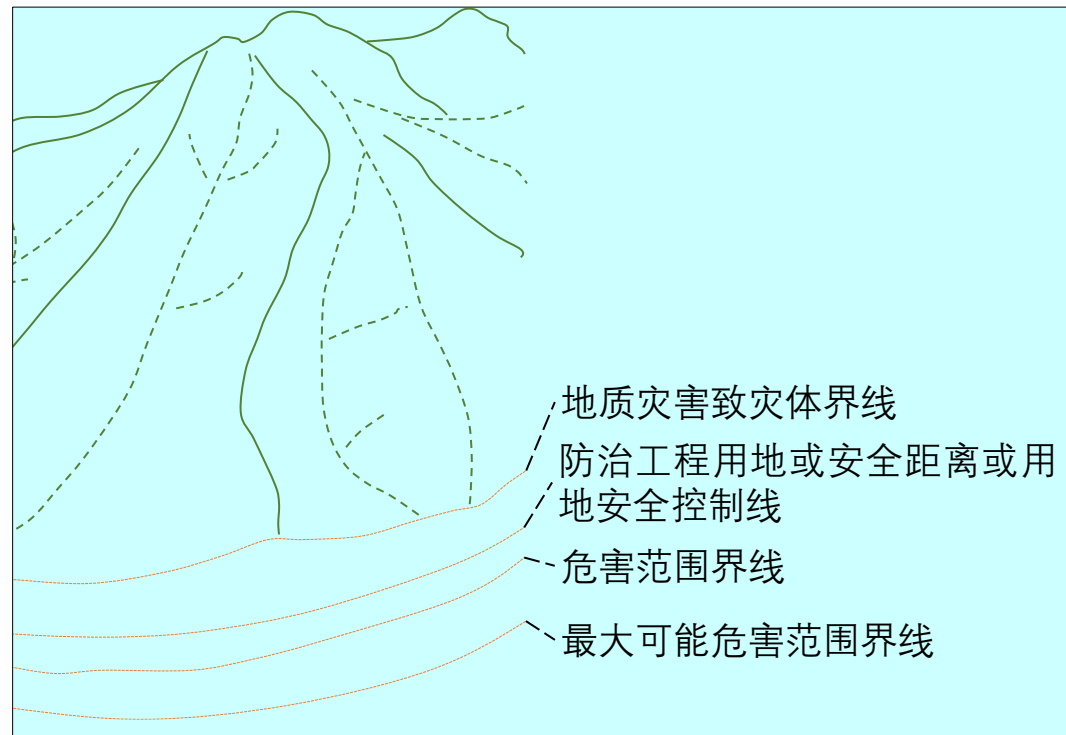 地质灾害致灾体界线
防治工程用地或安全距离或用
地安全控制线
危害范围界线
最大可能危害范围界线